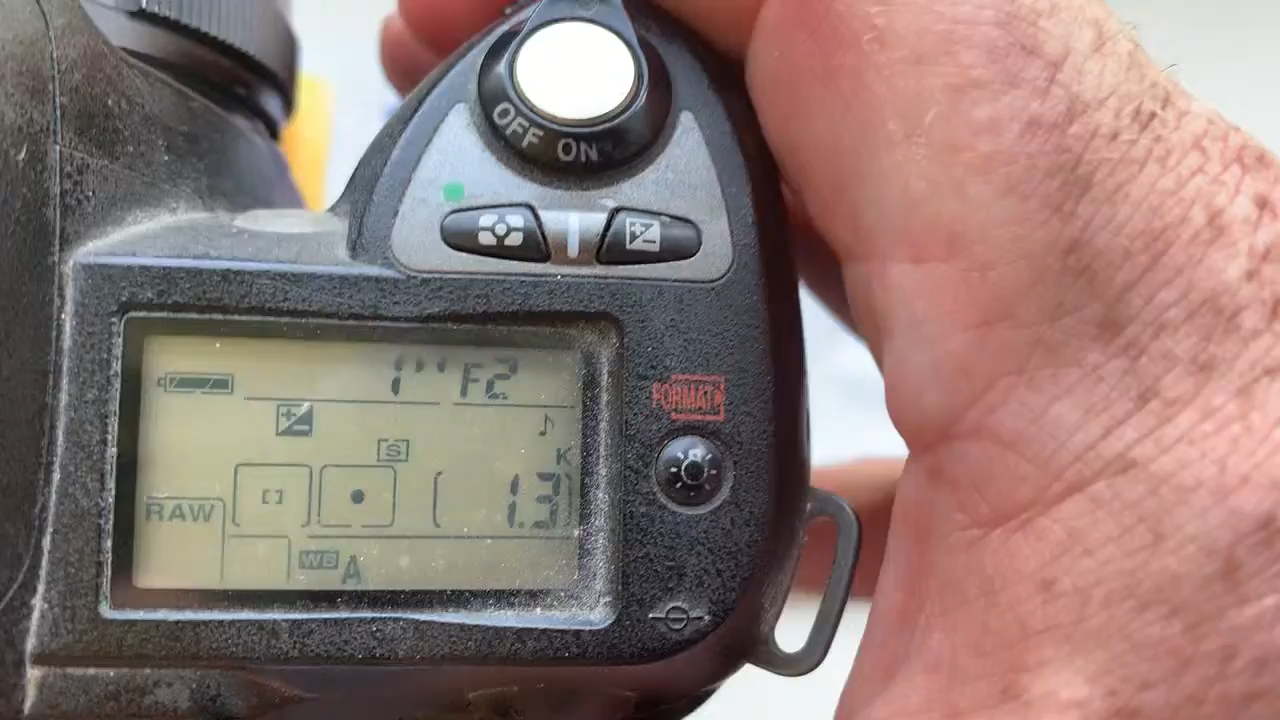 OFF ON
1" F2
FORMAT
[S]
K
RAW
[1.3]
WB A